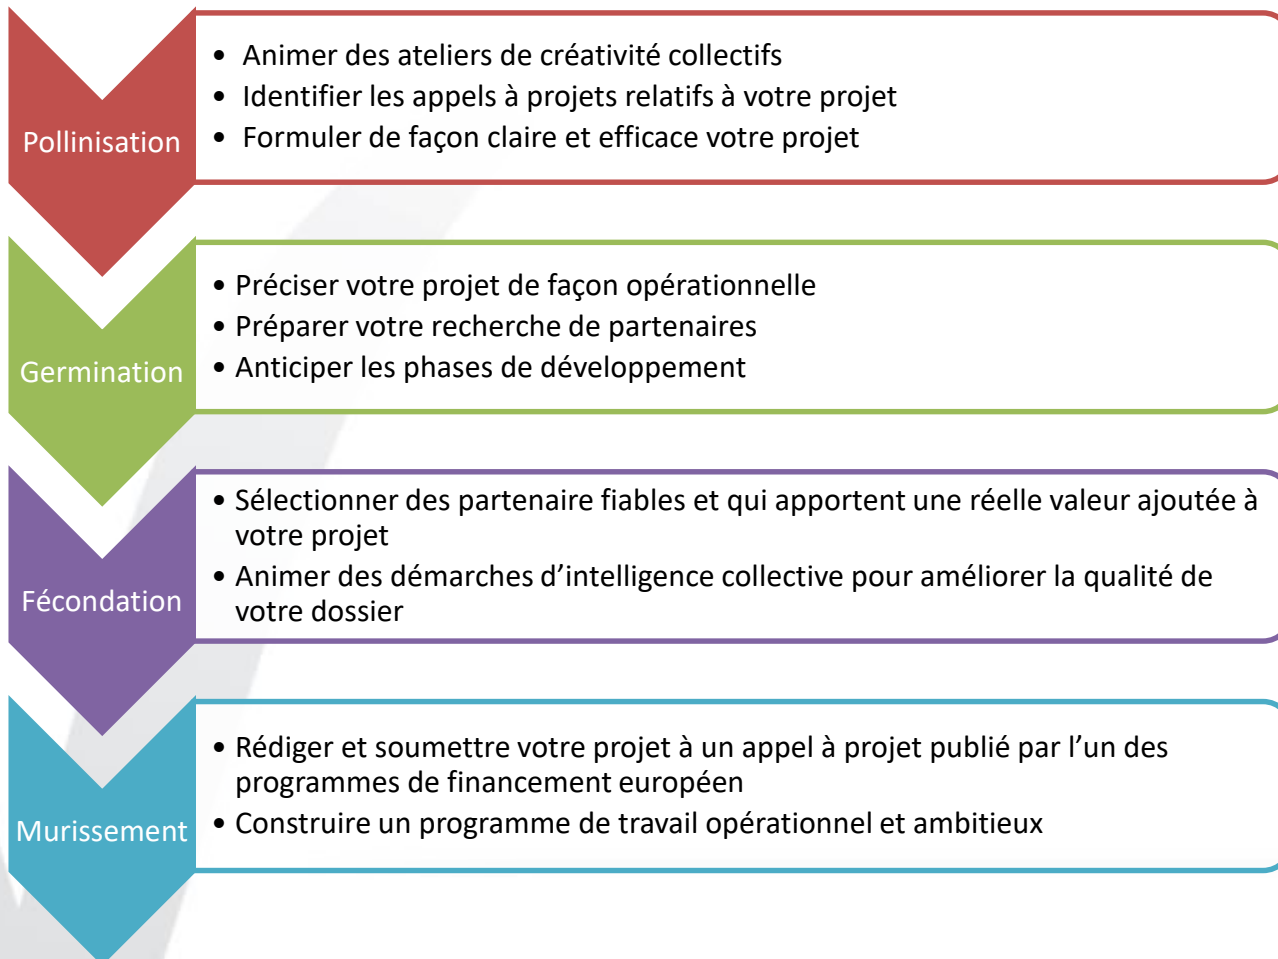 Pollinisation
• Animer des ateliers de créativité collectifs
• Identifier les appels à projets relatifs à votre projet
• Formuler de façon claire et efficace votre projet
Germination
• Préciser votre projet de façon opérationnelle
• Préparer votre recherche de partenaires
• Anticiper les phases de développement
Fécondation
• Sélectionner des partenaire fiables et qui apportent une réelle valeur ajoutée à
votre projet
• Animer des démarches d’intelligence collective pour améliorer la qualité de
votre dossier
Murissement
• Rédiger et soumettre votre projet à un appel à projet publié par l’un des
programmes de financement européen
• Construire un programme de travail opérationnel et ambitieux